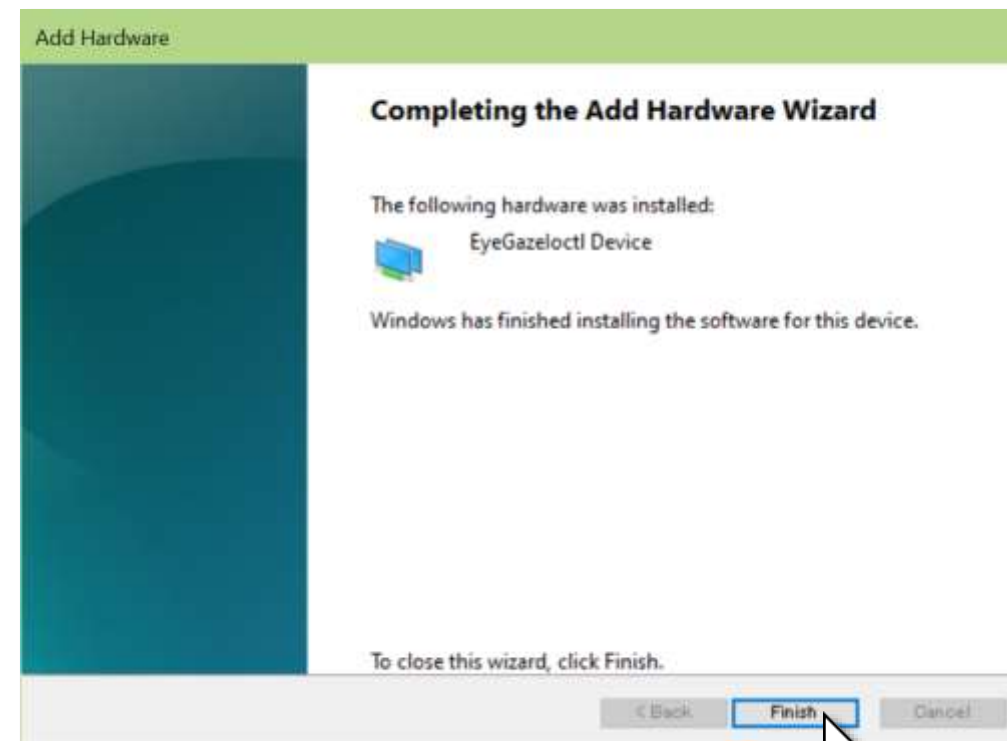 Add Hardware
Completing the Add Hardware Wizard
The following hardware was installed:
EyeGazeIoctl Device
Windows has finished installing the software for this device.
To close this wizard, click Finish.
< Back Finish Cancel